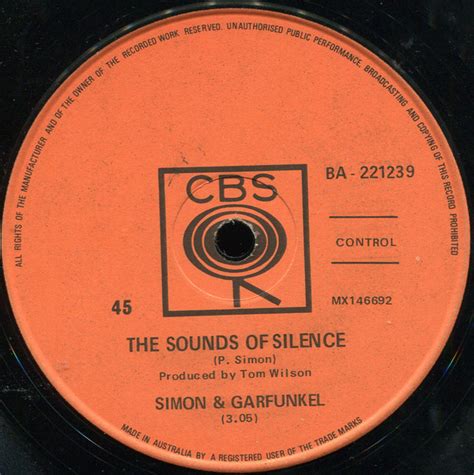 ALL RIGHTS OF THE MANUFACTURER AND OF THE OWNER OF THE RECORDED WORK RESERVED. UNAUTHORISED PUBLIC PERFORMANCE, BROADCASTING AND COPYING OF THIS RECORD PROHIBITED
CBS
BA-221239
CONTROL
45
MX146692
THE SOUNDS OF SILENCE
(P. Simon)
Produced by Tom Wilson
SIMON & GARFUNKEL
(3.05)
MADE IN AUSTRALIA BY A REGISTERED USER OF THE TRADE MARKS